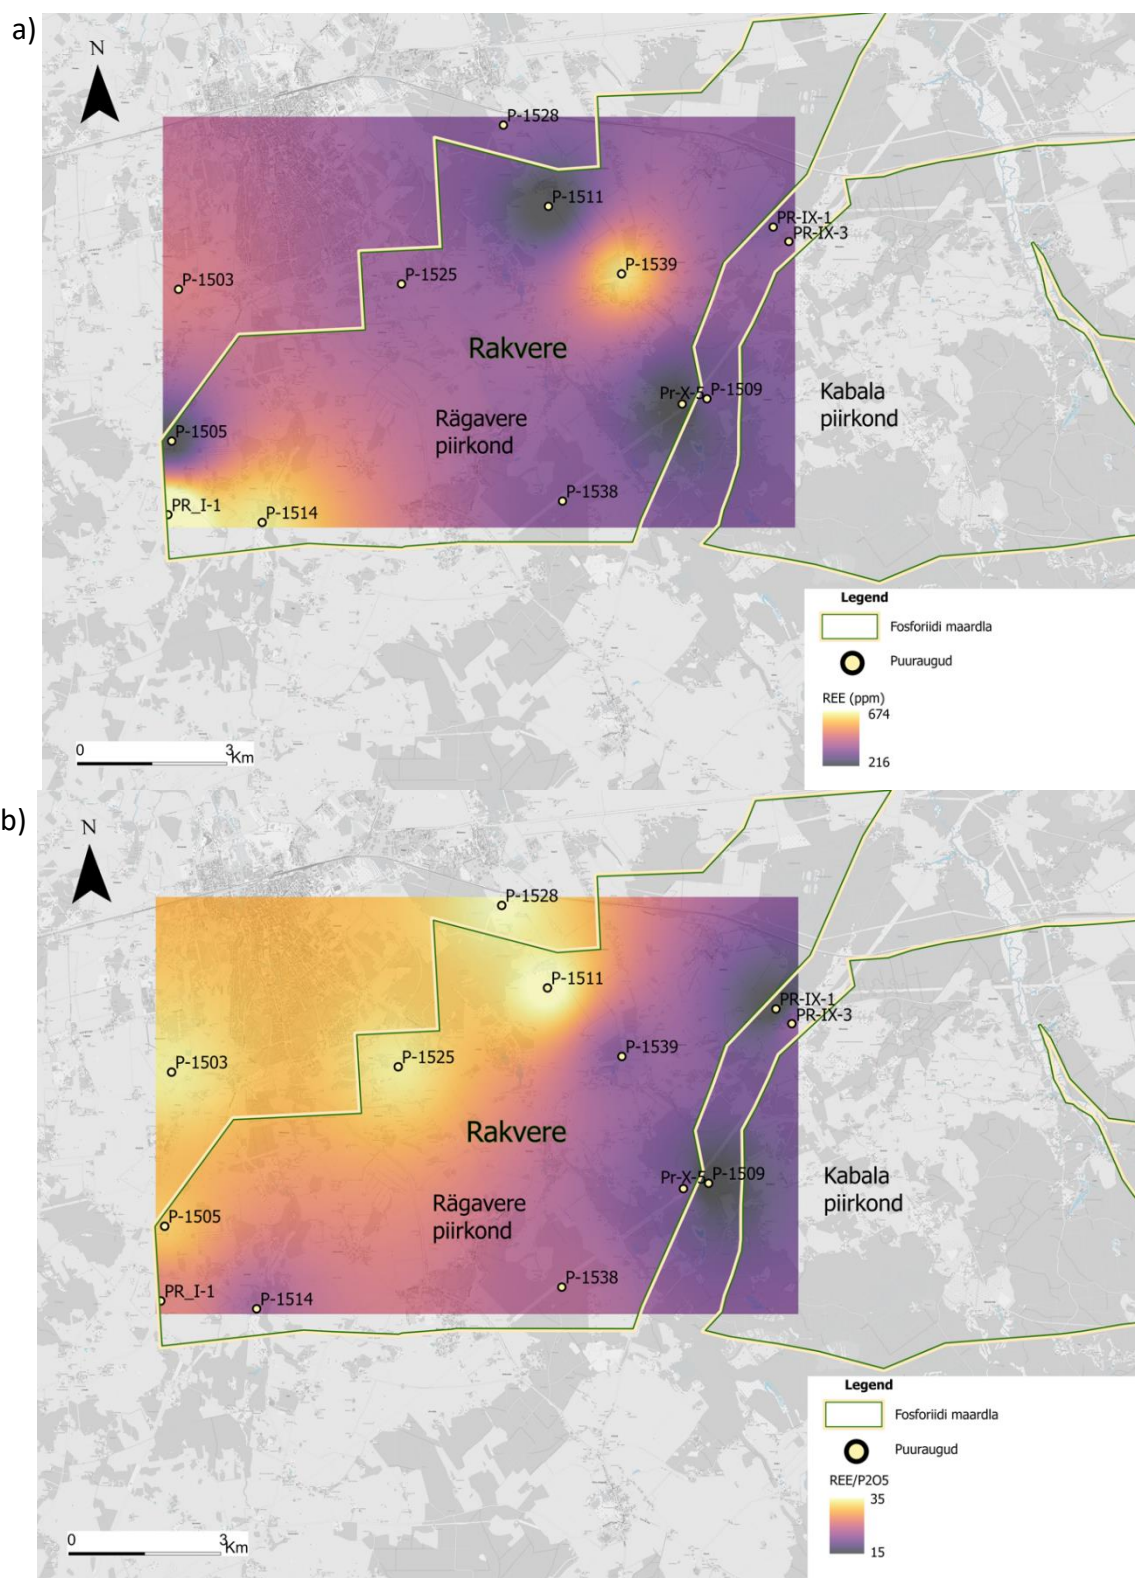 a)
N
P-1528
P-1511
PR-IX-1
PR-IX-3
P-1539
P-1525
P-1503
Rakvere
Pr-X-5
P-1509
Kabala
piirkond
Rägavere
piirkond
P-1505
P-1538
PR_I-1
P-1514
Legend
Fosforiidi maardla
Puuraugud
REE (ppm)
674
216
0 3
Km
b)
N
P-1528
P-1511
PR-IX-1
PR-IX-3
P-1539
P-1525
P-1503
Rakvere
Pr-X-5
P-1509
Kabala
piirkond
Rägavere
piirkond
P-1505
P-1538
PR_I-1
P-1514
Legend
Fosforiidi maardla
Puuraugud
REE/P2O5
35
15
0 3
Km